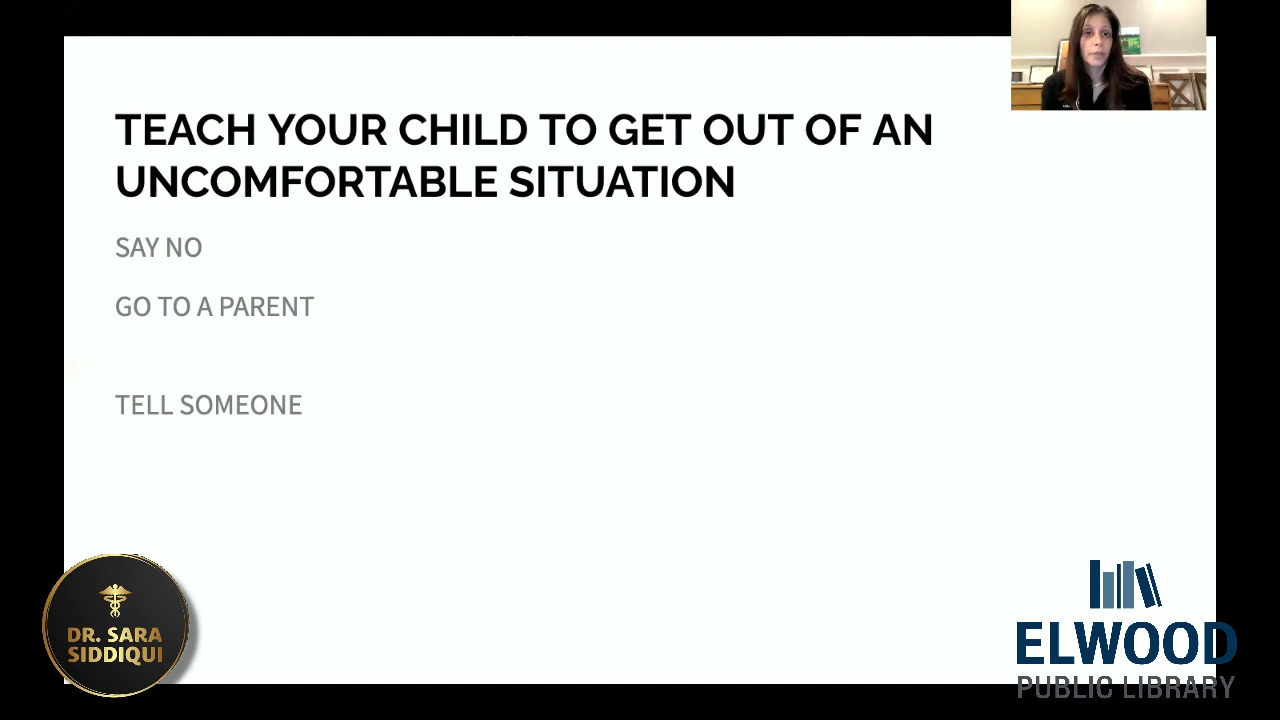 TEACH YOUR CHILD TO GET OUT OF AN
UNCOMFORTABLE SITUATION
SAY NO
GO TO A PARENT
TELL SOMEONE
DR. SARA
SIDDIQUI
ELWOOD
PUBLIC LIBRARY